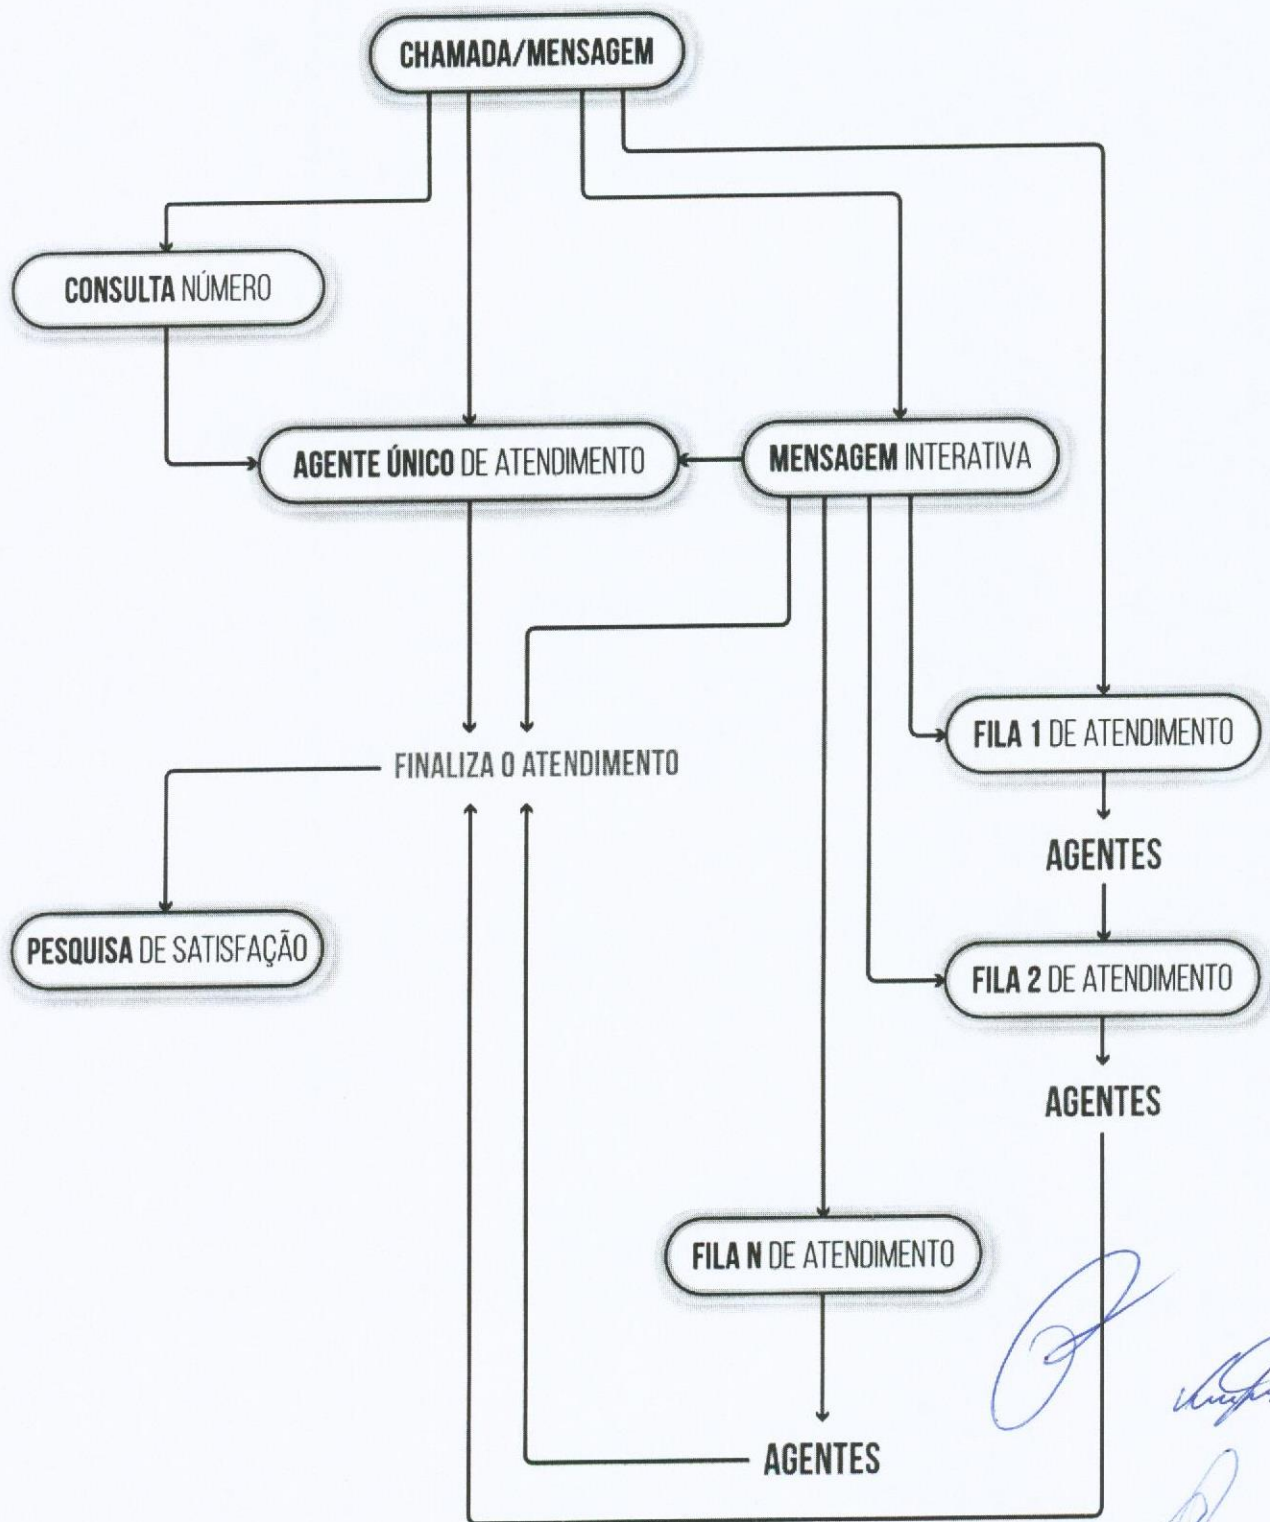 CHAMADA/MENSAGEM
CONSULTA NÚMERO
AGENTE ÚNICO DE ATENDIMENTO
MENSAGEM INTERATIVA
FILA 1 DE ATENDIMENTO
FINALIZA O ATENDIMENTO
AGENTES
PESQUISA DE SATISFAÇÃO
FILA 2 DE ATENDIMENTO
AGENTES
FILA N DE ATENDIMENTO
AGENTES